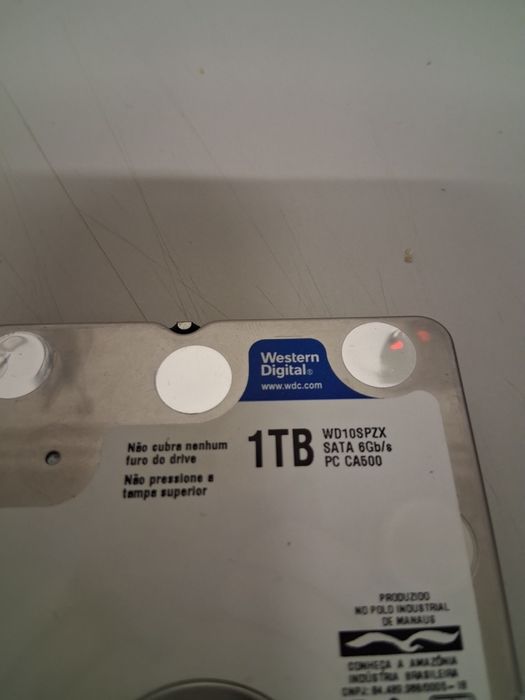 Western
Digital®
www.wdc.com
Não cubra nenhum
furo do drive
Não pressione a
tampa superior
1TB
WD10SPZX
SATA 6Gb/s
PC CA500
PRODUZIDO
NO POLO INDUSTRIAL
DE MANAUS
CONHEÇA A AMAZÔNIA
INDÚSTRIA BRASILEIRA
CNPJ: